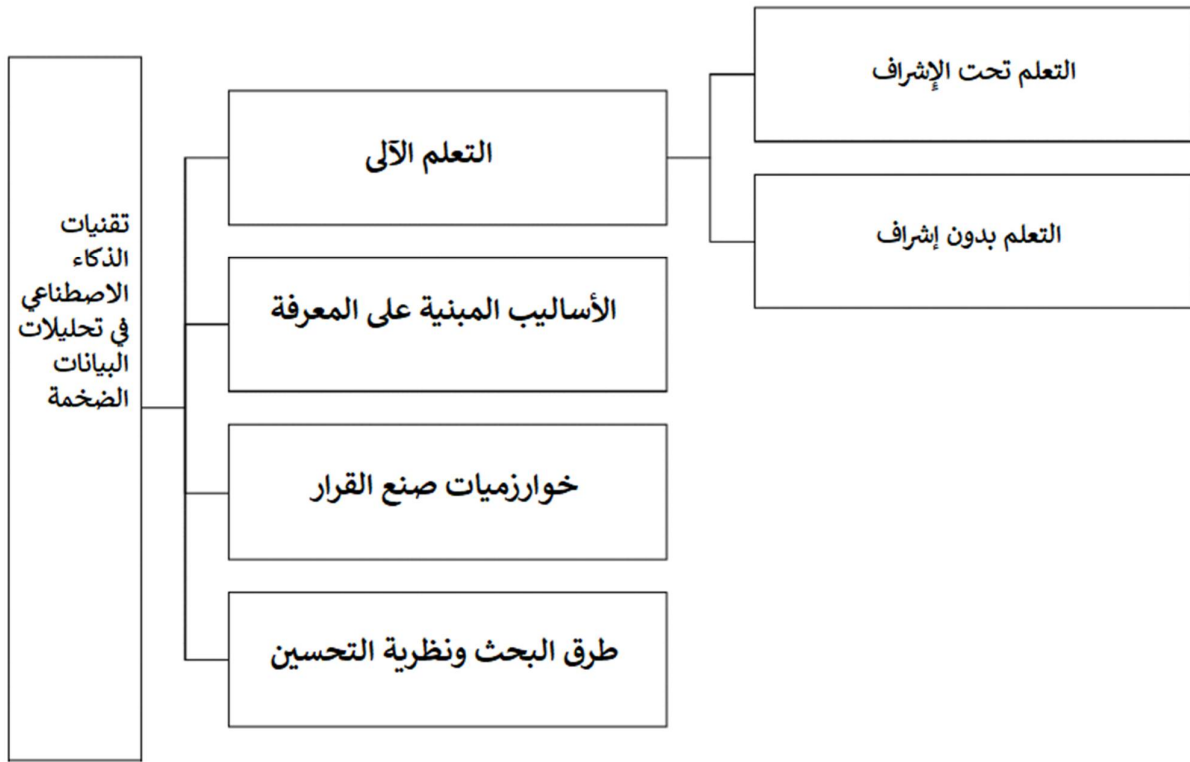 تقنيات
الذكاء
الاصطناعي
في تحليلات
البيانات
الضخمة
التعلم الآلى
التعلم تحت الإشراف
التعلم بدون إشراف
الأساليب المبنية على المعرفة
خوارزميات صنع القرار
طرق البحث ونظرية التحسين